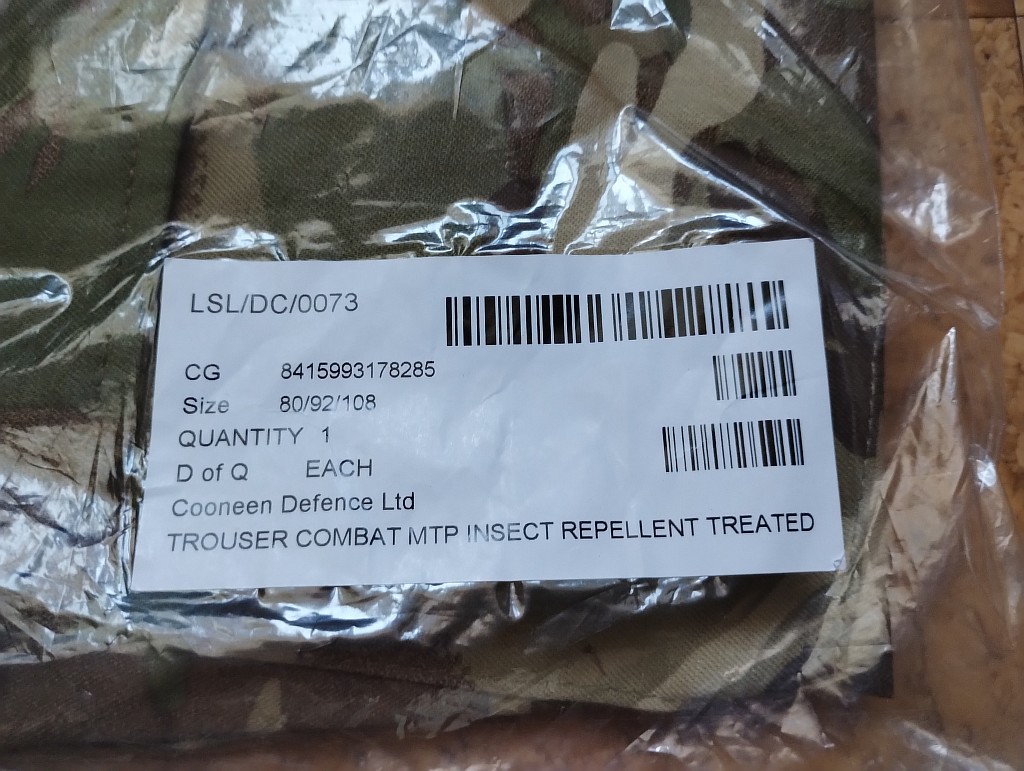 LSL/DC/0073
CG 8415993178285
Size 80/92/108
QUANTITY 1
D of Q EACH
Cooneen Defence Ltd
TROUSER COMBAT MTP INSECT REPELLENT TREATED